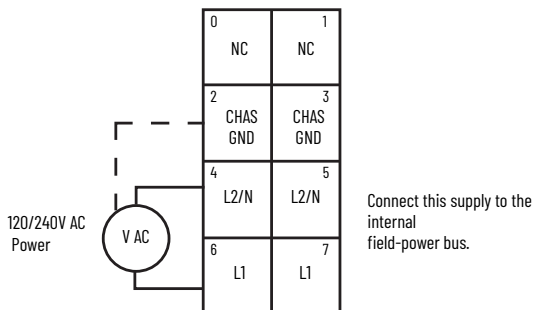 0 1
NC NC
2 3
CHAS CHAS
GND GND
4 5
L2/N L2/N
6 7
L1 L1
120/240V AC
Power
V AC
Connect this supply to the
internal
field-power bus.